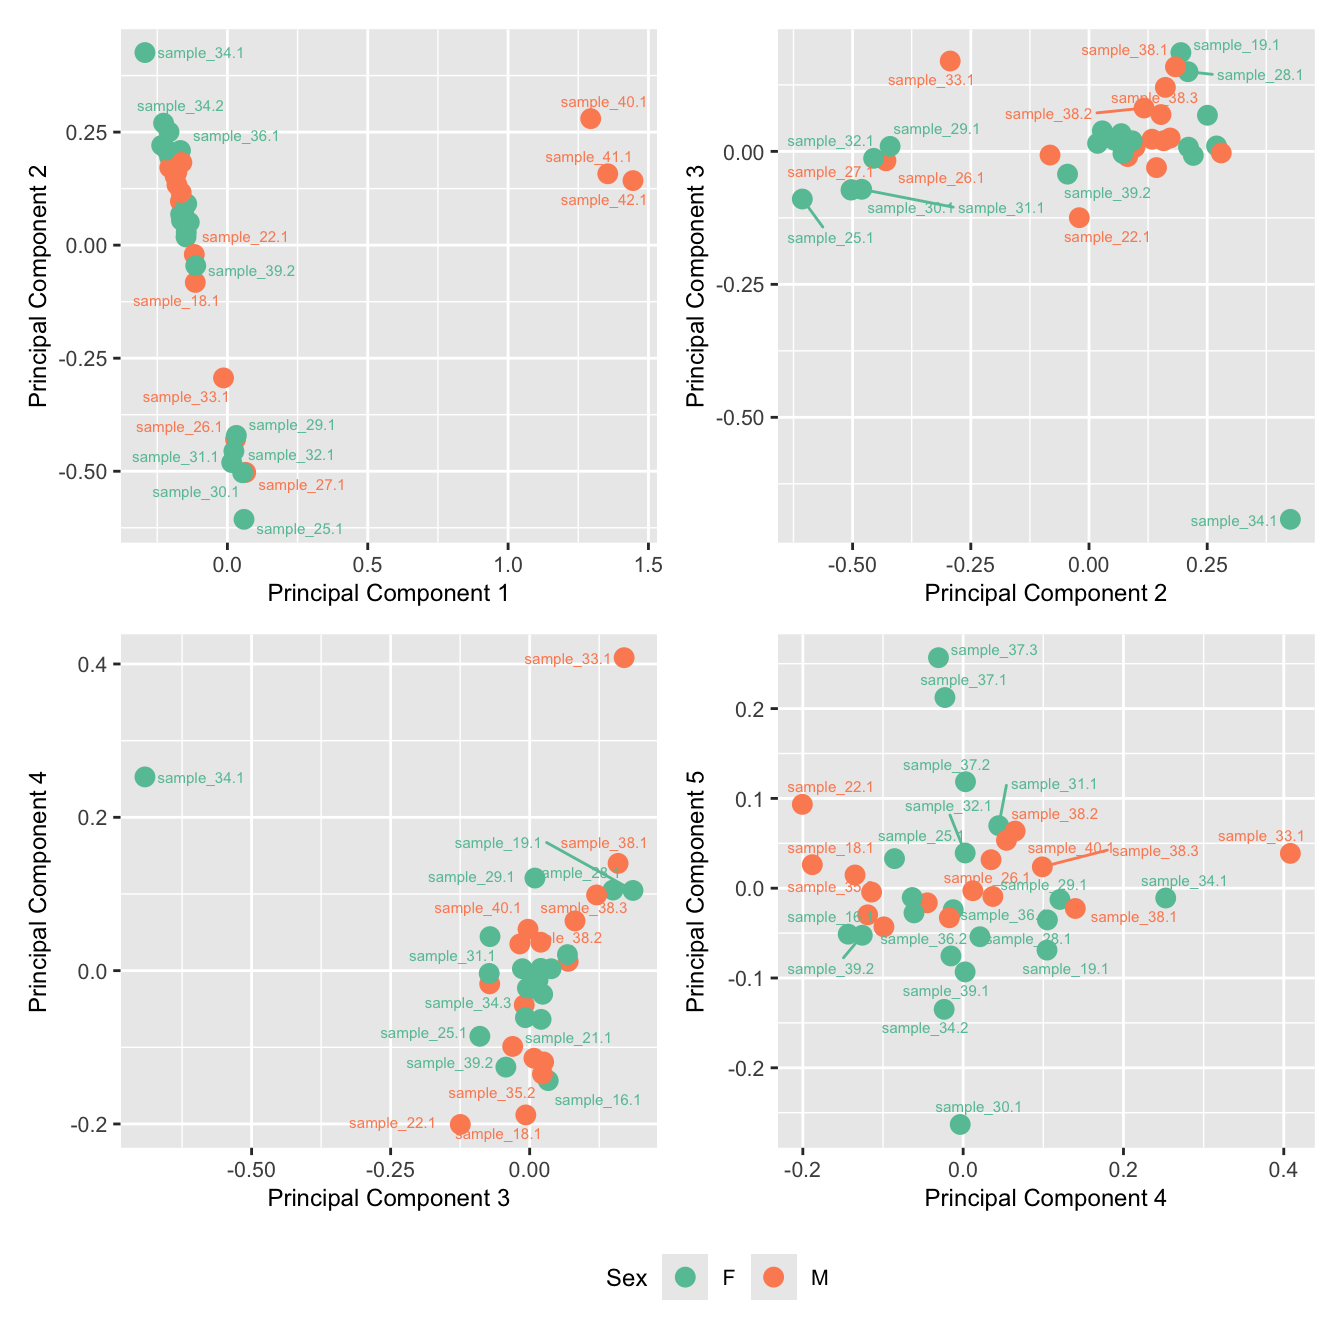 sample_34.1
sample_34.2
sample_36.1
sample_40.1
sample_41.1
sample_42.1
sample_22.1
sample_39.2
sample_18.1
sample_33.1
sample_26.1
sample_29.1
sample_31.1
sample_32.1
sample_30.1
sample_27.1
sample_25.1
0.25
0.00
-0.25
-0.50
0.0
0.5
1.0
1.5
Principal Component 1
Principal Component 2
sample_38.1
sample_19.1
sample_33.1
sample_28.1
sample_38.3
sample_38.2
sample_29.1
sample_32.1
sample_27.1
sample_26.1
sample_39.2
sample_30.1
sample_31.1
sample_25.1
sample_22.1
sample_34.1
0.00
-0.25
-0.50
-0.50
-0.25
0.00
0.25
Principal Component 2
Principal Component 3
sample_33.1
sample_34.1
sample_19.1
sample_38.1
sample_29.1
sample_28.1
sample_40.1
sample_38.3
sample_38.2
sample_31.1
sample_34.3
sample_25.1
sample_21.1
sample_39.2
sample_35.2
sample_16.1
sample_22.1
sample_18.1
0.4
0.2
0.0
-0.2
-0.50
-0.25
0.00
Principal Component 3
Principal Component 4
sample_37.3
sample_37.1
sample_37.2
sample_22.1
sample_31.1
sample_32.1
sample_38.2
sample_25.1
sample_33.1
sample_18.1
sample_40.1
sample_38.3
sample_26.1
sample_29.1
sample_34.1
sample_35.
sample_16.1
sample_36.
sample_38.1
sample_36.2
sample_28.1
sample_39.2
sample_19.1
sample_39.1
sample_34.2
sample_30.1
0.2
0.1
0.0
-0.1
-0.2
-0.2
0.0
0.2
0.4
Principal Component 4
Principal Component 5
Sex F M